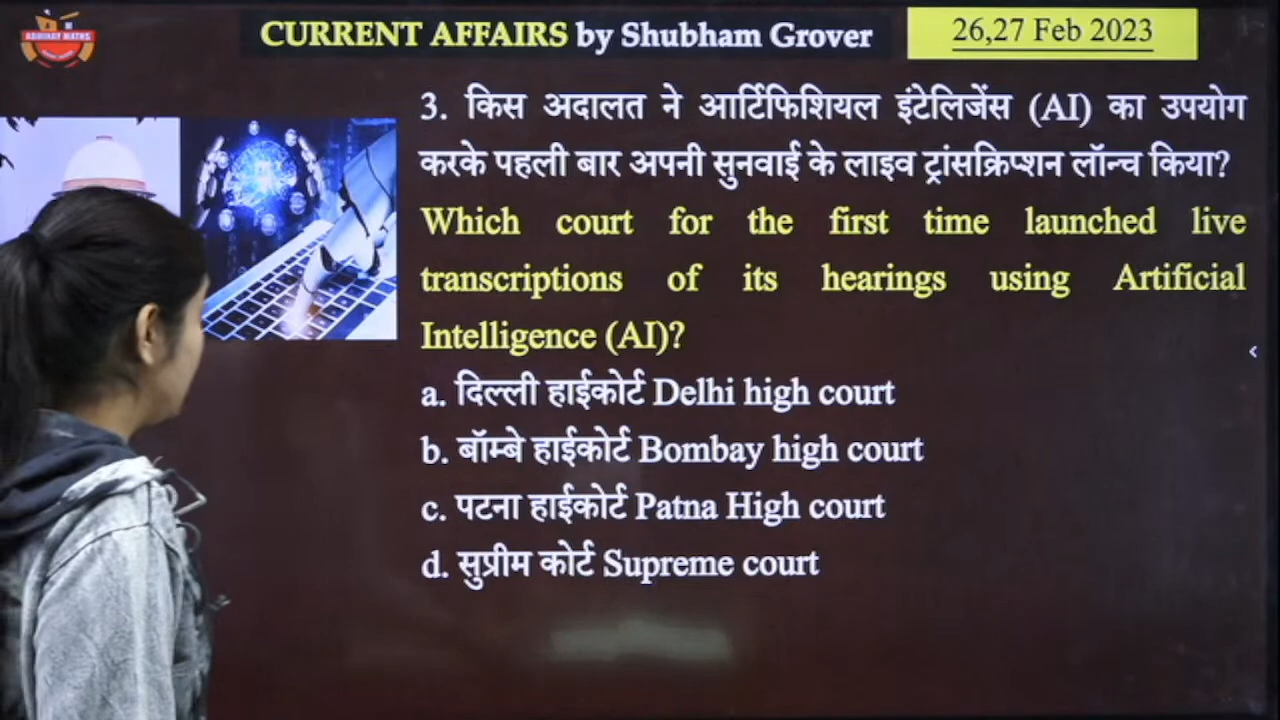 ABHINAY MATHS
CURRENT AFFAIRS by Shubham Grover
26,27 Feb 2023
3. किस अदालत ने आर्टिफिशियल इंटेलिजेंस (AI) का उपयोग
करके पहली बार अपनी सुनवाई के लाइव ट्रांसक्रिप्शन लॉन्च किया?
Which court for the first time launched live
transcriptions of its hearings using Artificial
Intelligence (AI)?
a. दिल्ली हाईकोर्ट Delhi high court
b. बॉम्बे हाईकोर्ट Bombay high court
c. पटना हाईकोर्ट Patna High court
d. सुप्रीम कोर्ट Supreme court